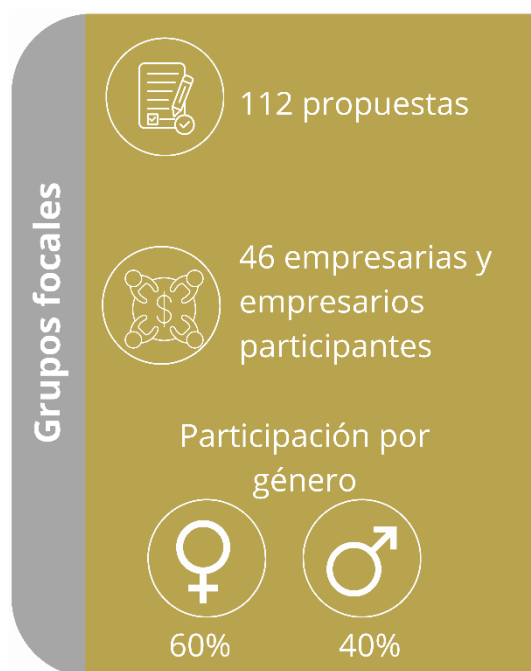 Grupos focales
112 propuestas
46 empresarias y
empresarios
participantes
Participación por
género
60%
40%